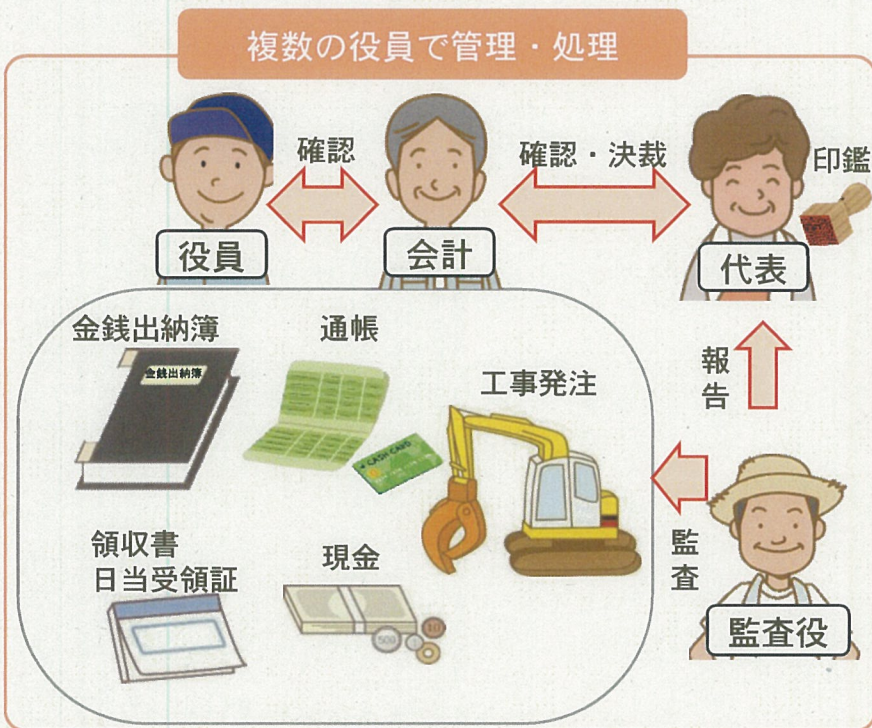 複数の役員で管理・処理
確認
確認・決裁
印鑑
役員
会計
代表
金銭出納簿
通帳
工事発注
報告
金銭出納簿
CASH CARD
領収書
日当受領証
現金
監査
500
10
監査役